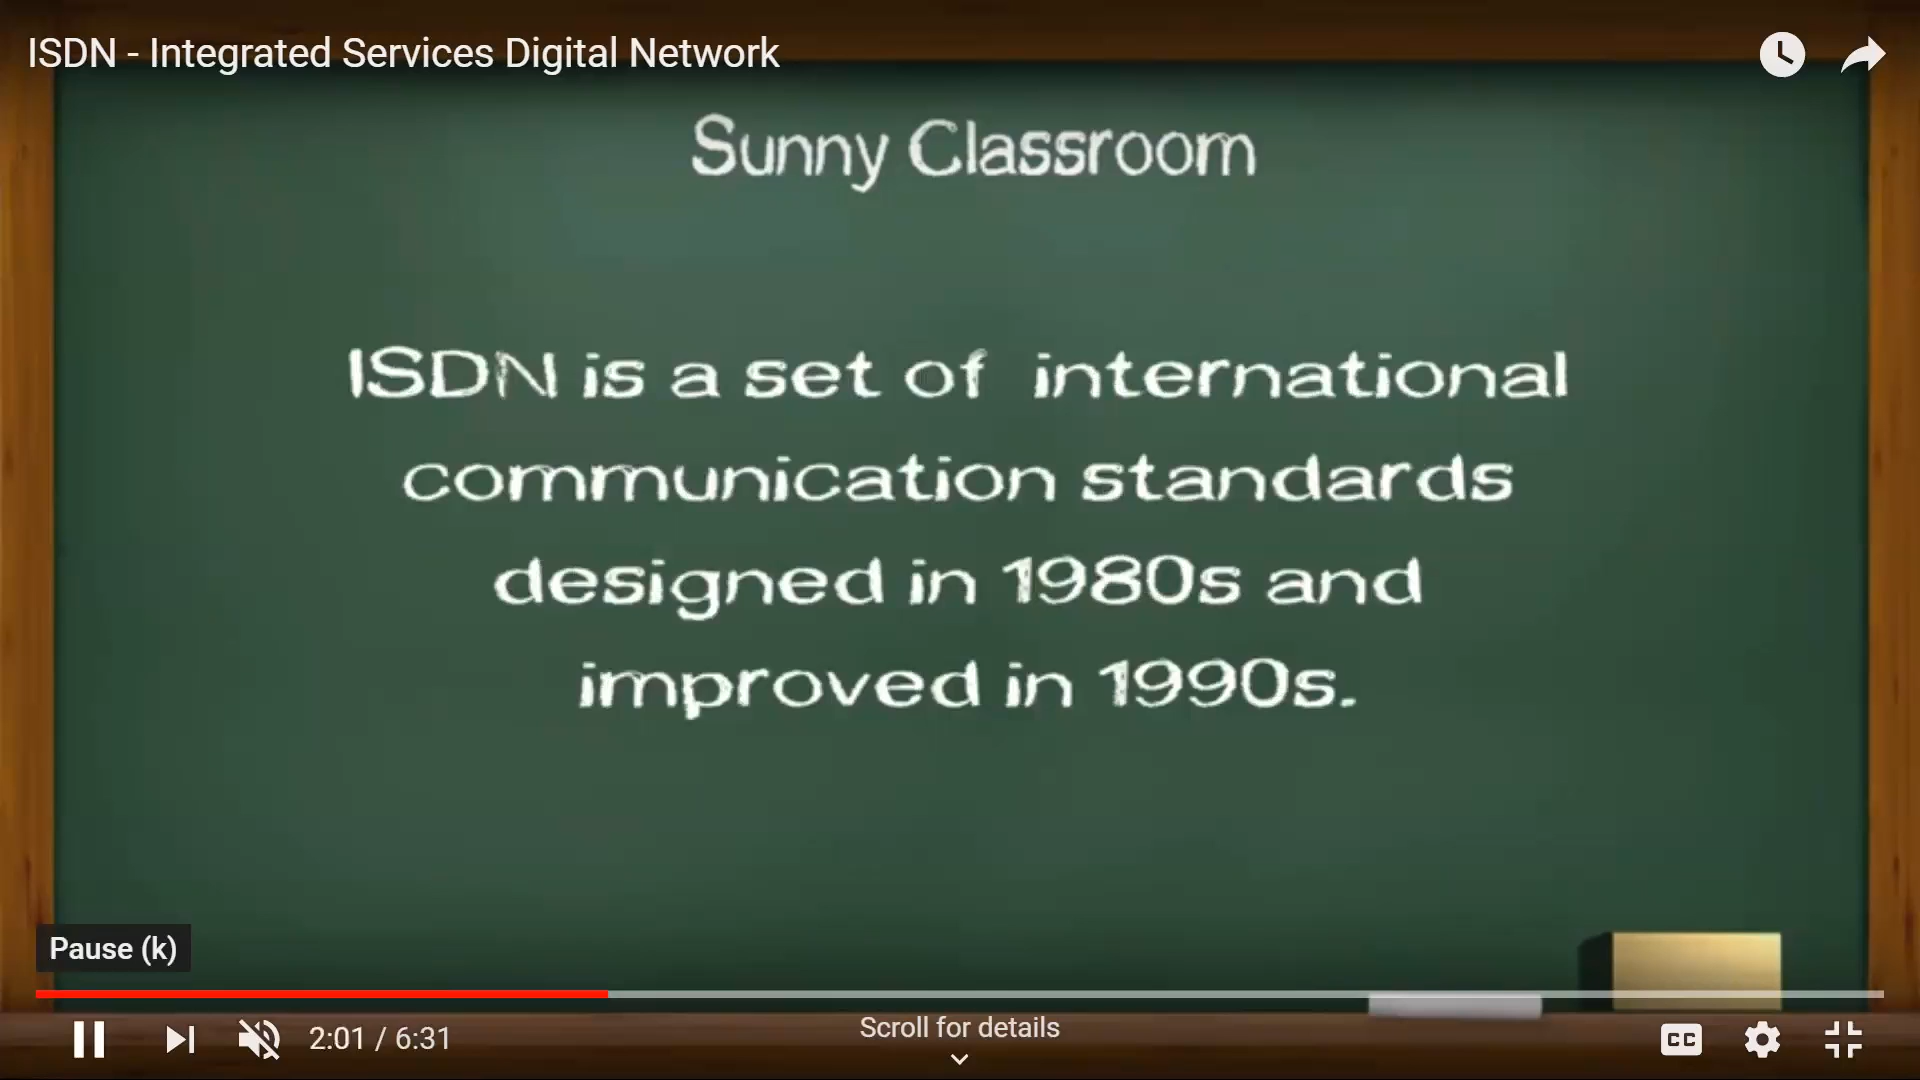 ISDN - Integrated Services Digital Network
Sunny Classroom
ISDN is a set of international
communication standards
designed in 1980s and
improved in 1990s.
Pause (k)
2:01 / 6:31
Scroll for details
CC